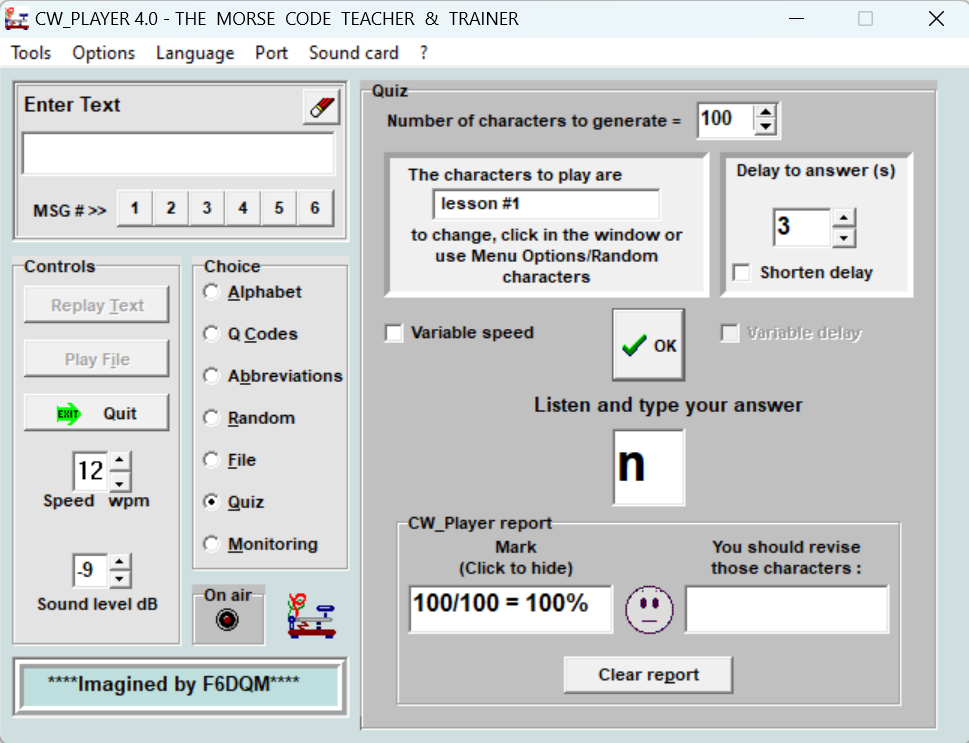 CW_PLAYER 4.0 - THE MORSE CODE TEACHER & TRAINER
Tools Options Language Port Sound card ?
Enter Text
MSG # >> 1 2 3 4 5 6
Controls
Replay Text
Play File
EXIT Quit
12
Speed wpm
-9
Sound level dB
Choice
Alphabet
Q Codes
Abbreviations
Random
File
Quiz
Monitoring
On air
****Imagined by F6DQM****
Quiz
Number of characters to generate = 100
The characters to play are
lesson #1
to change, click in the window or
use Menu Options/Random
characters
Delay to answer (s)
3
Shorten delay
Variable speed
OK
Variable delay
Listen and type your answer
n
CW_Player report
Mark
(Click to hide)
100/100 = 100%
You should revise
those characters :
Clear report